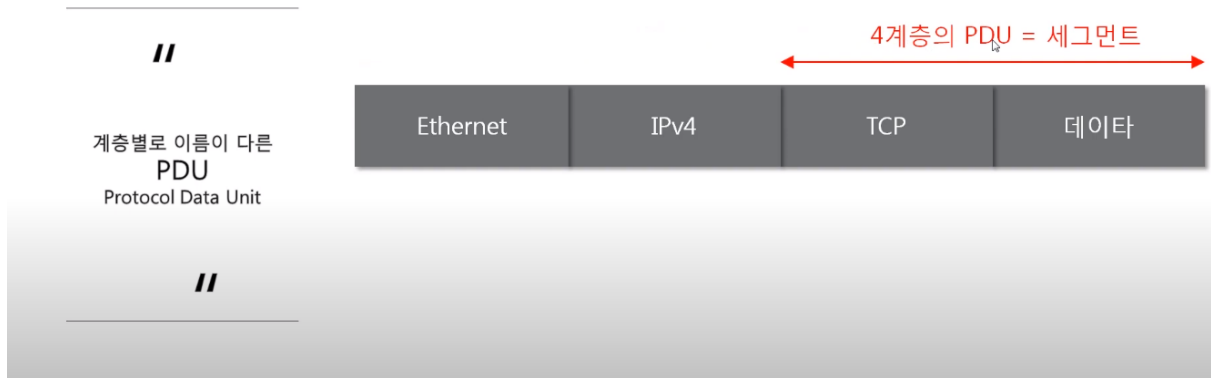 "
계층별로 이름이 다른
PDU
Protocol Data Unit
"
4계층의 PDU = 세그먼트
Ethernet IPv4 TCP 데이타